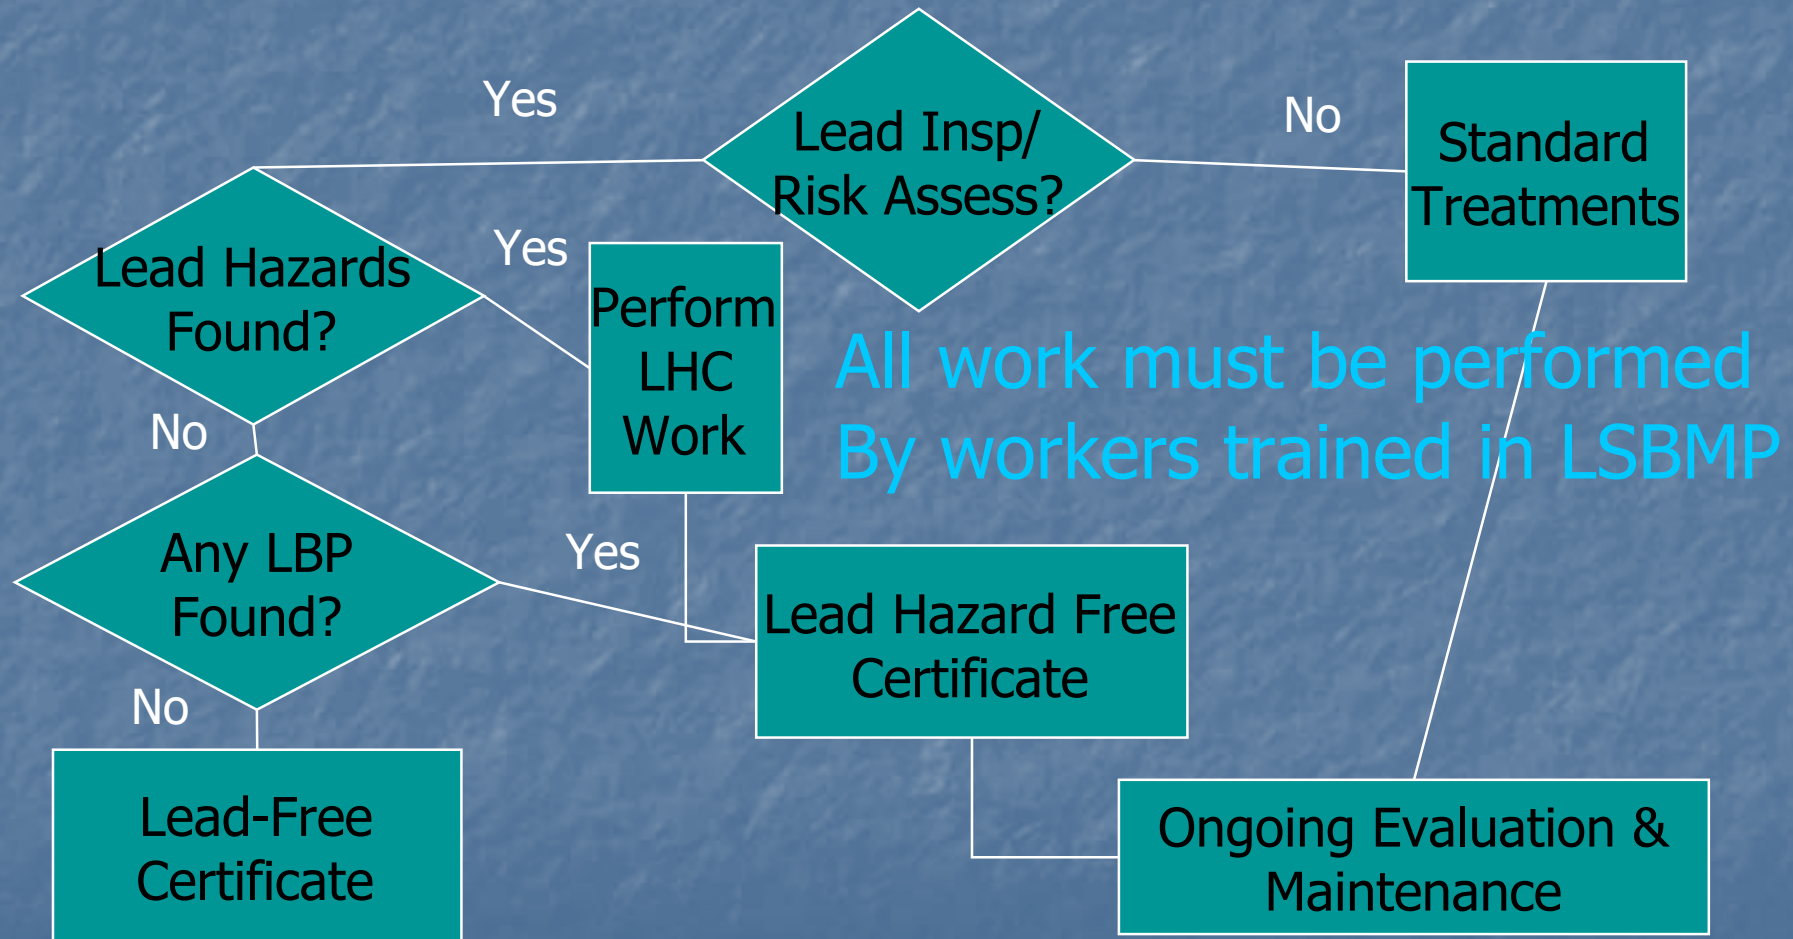 Yes
Lead Insp/
Risk Assess?
No
Standard
Treatments
Lead Hazards
Found?
Yes
Perform
LHC
Work
All work must be performed
By workers trained in LSBMP
No
Any LBP
Found?
Yes
Lead Hazard Free
Certificate
No
Lead-Free
Certificate
Ongoing Evaluation &
Maintenance